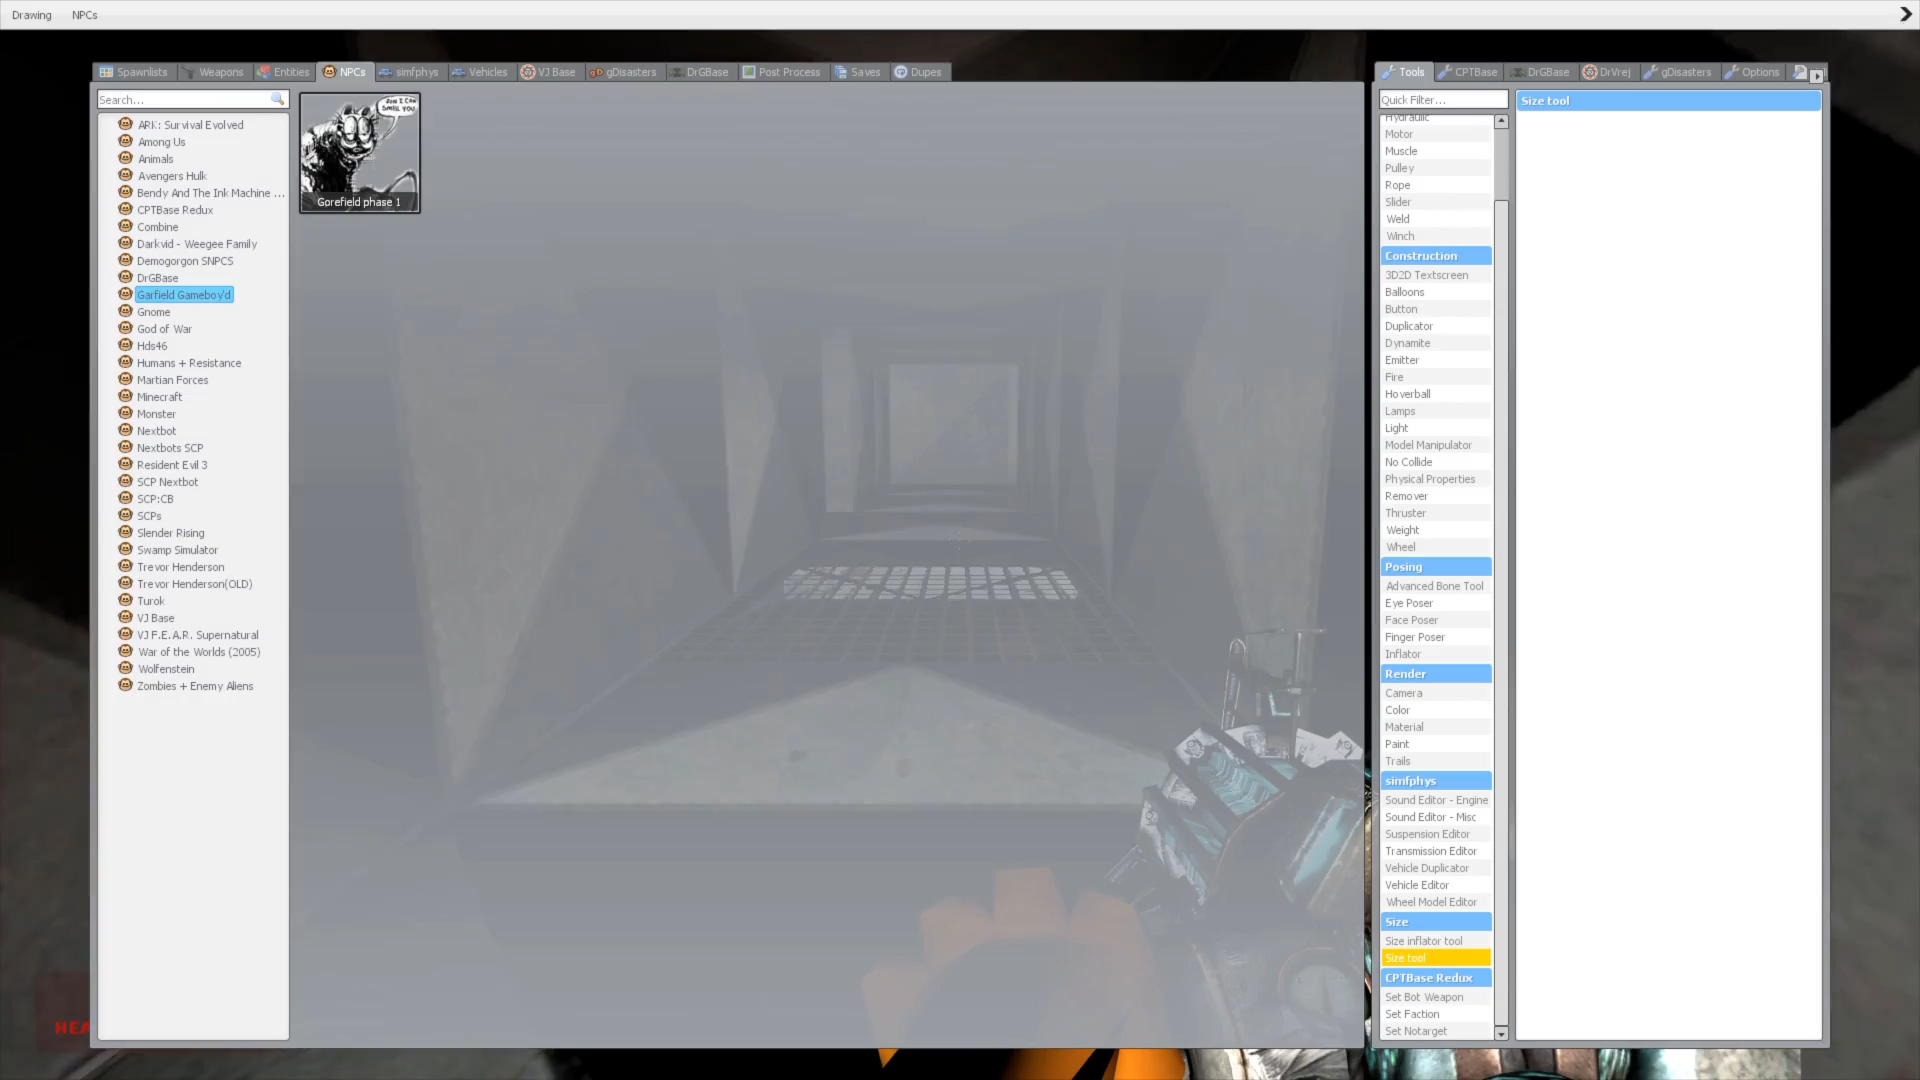 Drawing NPCs
Spawnlists Weapons Entities NPCs simfphys Vehicles VJ Base gDisasters DrGBase Post Process Saves Dupes
Search...
ARK: Survival Evolved
Among Us
Animals
Avengers Hulk
Bendy And The Ink Machine ...
CPTBase Redux
Combine
Darkvid - Weegee Family
Demogorgon SNPCS
DrGBase
Garfield Gameboy'd
Gnome
God of War
Hds46
Humans + Resistance
Martian Forces
Minecraft
Monster
Nextbot
Nextbots SCP
Resident Evil 3
SCP Nextbot
SCP:CB
SCPs
Slender Rising
Swamp Simulator
Trevor Henderson
Trevor Henderson(OLD)
Turok
VJ Base
VJ F.E.A.R. Supernatural
War of the Worlds (2005)
Wolfenstein
Zombies + Enemy Aliens
JON I CAN
SMELL YOU
Gorefield phase 1
Tools CPTBase DrGBase DrVrej gDisasters Options
Quick Filter...
Hydraulic
Motor
Muscle
Pulley
Rope
Slider
Weld
Winch
Construction
3D2D Textscreen
Balloons
Button
Duplicator
Dynamite
Emitter
Fire
Hoverball
Lamps
Light
Model Manipulator
No Collide
Physical Properties
Remover
Thruster
Weight
Wheel
Posing
Advanced Bone Tool
Eye Poser
Face Poser
Finger Poser
Inflator
Render
Camera
Color
Material
Paint
Trails
simfphys
Sound Editor - Engine
Sound Editor - Misc
Suspension Editor
Transmission Editor
Vehicle Duplicator
Vehicle Editor
Wheel Model Editor
Size
Size inflator tool
Size tool
CPTBase Redux
Set Bot Weapon
Set Faction
Set Notarget
Size tool
HEA